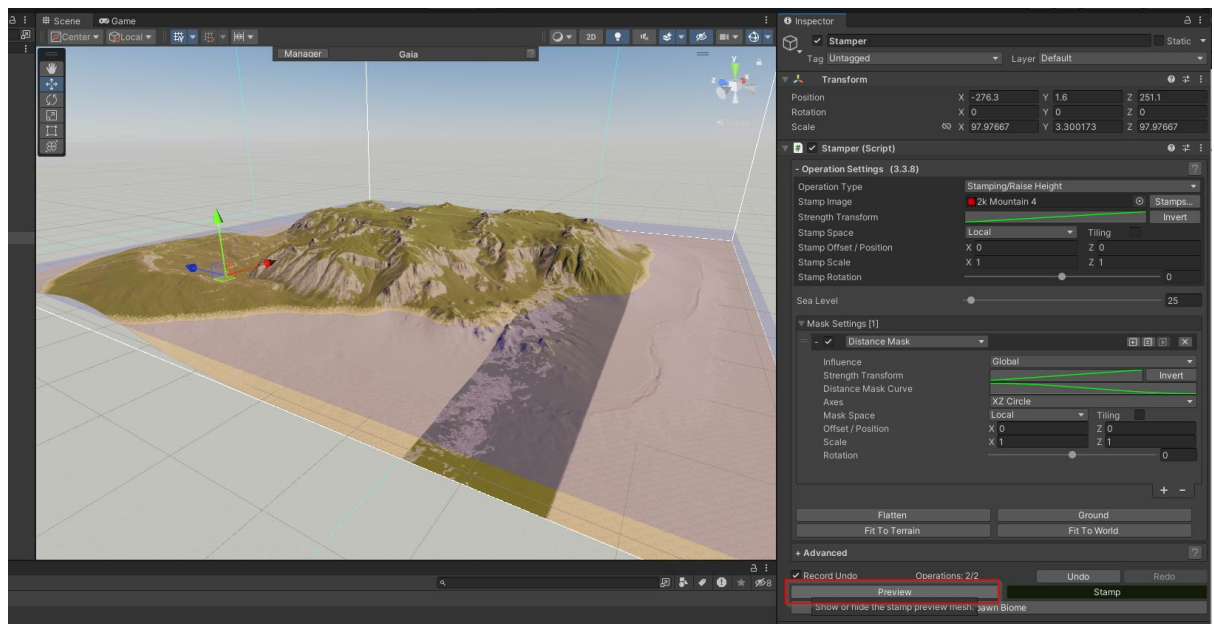 Scene Game
Center Local 2D
Manager Gaia ?
y
z x
8
Inspector
Stamper Static
Tag Untagged Layer Default
Transform
Position X -276.3 Y 1.6 Z 251.1
Rotation X 0 Y 0 Z 0
Scale X 97.97667 Y 3.300173 Z 97.97667
# Stamper (Script)
- Operation Settings (3.3.8) ?
Operation Type Stamping/Raise Height
Stamp Image 2k Mountain 4 Stamps...
Strength Transform Invert
Stamp Space Local Tiling
Stamp Offset / Position X 0 Z 0
Stamp Scale X 1 Z 1
Stamp Rotation 0
Sea Level 25
Mask Settings [1]
- Distance Mask
Influence Global
Strength Transform Invert
Distance Mask Curve
Axes XZ Circle
Mask Space Local Tiling
Offset / Position X 0 Z 0
Scale X 1 Z 1
Rotation 0
+ -
Flatten Ground
Fit To Terrain Fit To World
+ Advanced ?
Record Undo Operations: 2/2 Undo Redo
Preview Stamp
Show or hide the stamp preview mesh. Biome